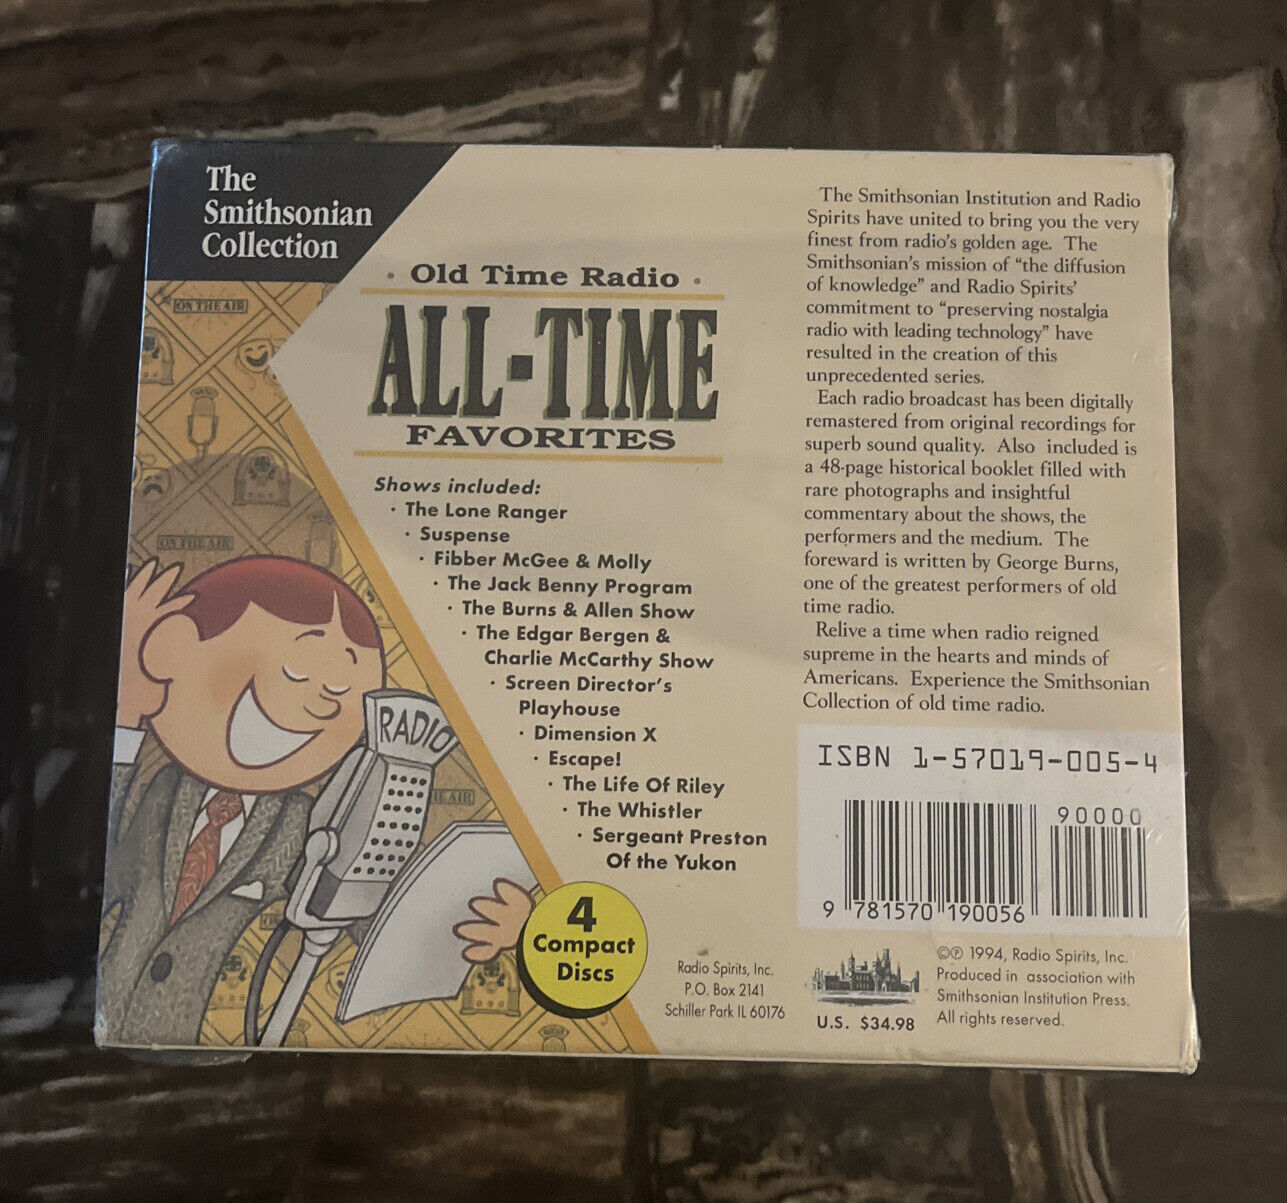 The
Smithsonian
Collection
ON THE AIR
ON THE AIR
RADIO
THE AIR
· Old Time Radio ·
ALL-TIME
FAVORITES
Shows included:
· The Lone Ranger
· Suspense
· Fibber McGee & Molly
· The Jack Benny Program
· The Burns & Allen Show
· The Edgar Bergen &
Charlie McCarthy Show
· Screen Director's
Playhouse
· Dimension X
· Escape!
· The Life Of Riley
· The Whistler
· Sergeant Preston
Of the Yukon
4
Compact
Discs
The Smithsonian Institution and Radio
Spirits have united to bring you the very
finest from radio's golden age. The
Smithsonian's mission of “the diffusion
of knowledge” and Radio Spirits'
commitment to “preserving nostalgia
radio with leading technology” have
resulted in the creation of this
unprecedented series.
Each radio broadcast has been digitally
remastered from original recordings for
superb sound quality. Also included is
a 48-page historical booklet filled with
rare photographs and insightful
commentary about the shows, the
performers and the medium. The
foreward is written by George Burns,
one of the greatest performers of old
time radio.
Relive a time when radio reigned
supreme in the hearts and minds of
Americans. Experience the Smithsonian
Collection of old time radio.
ISBN 1-57019-005-4
90000
9 781570 190056
Radio Spirits, Inc.
P.O. Box 2141
Schiller Park IL 60176
U.S. $34.98
©℗ 1994, Radio Spirits, Inc.
Produced in association with
Smithsonian Institution Press.
All rights reserved.